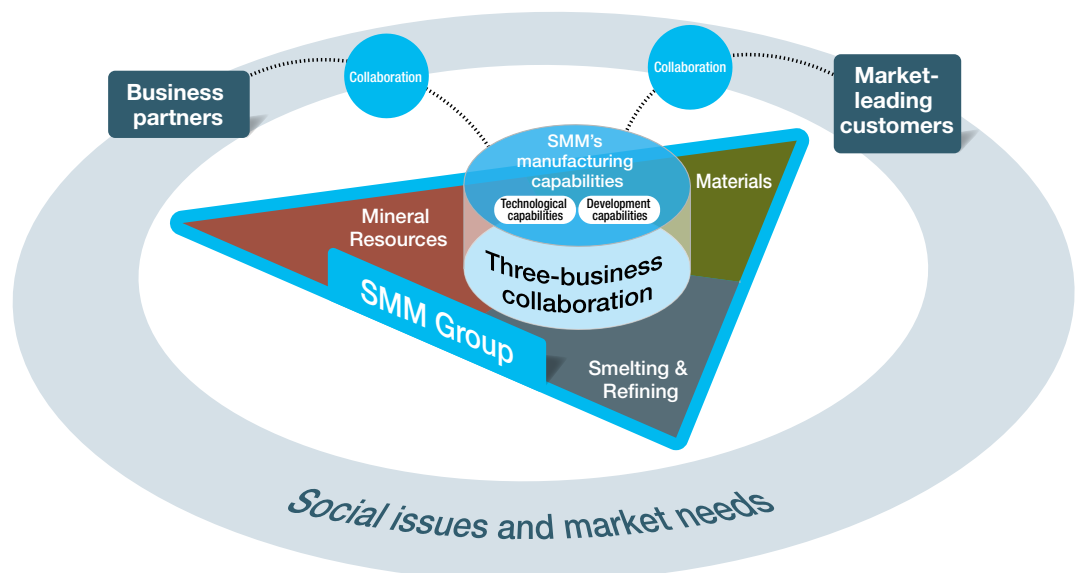 Business
partners
Collaboration
Collaboration
Market-
leading
customers
SMM's
manufacturing
capabilities
Technological
capabilities
Development
capabilities
Materials
Mineral
Resources
Three-business
collaboration
SMM Group
Smelting &
Refining
Social issues and market needs